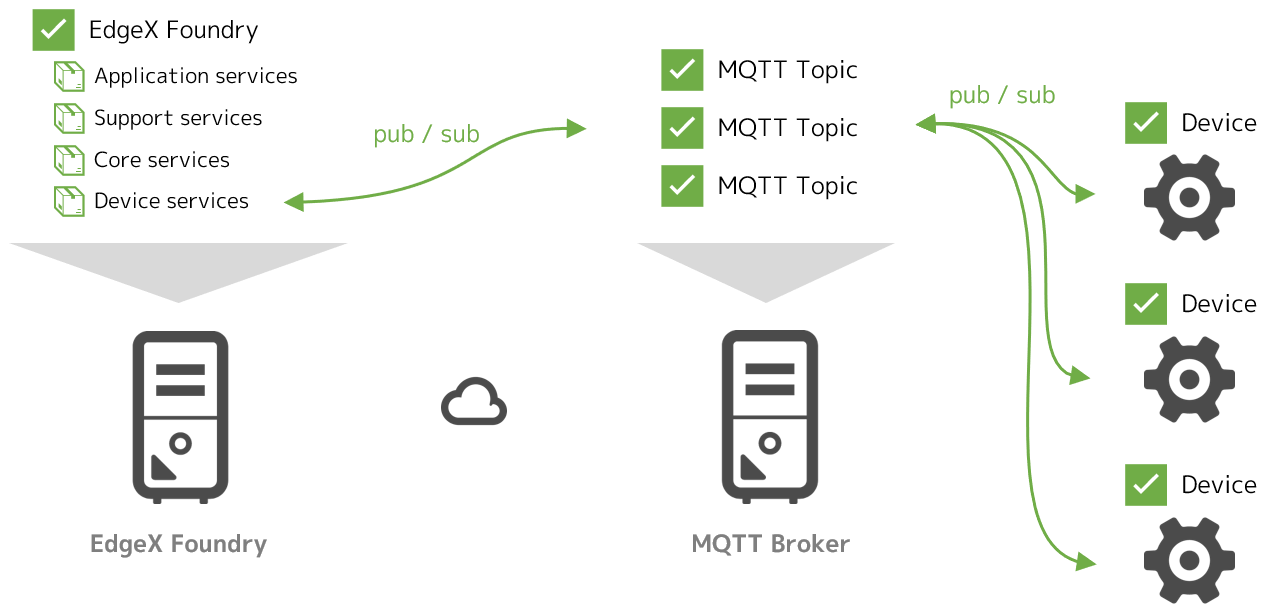 EdgeX Foundry
Application services
Support services
Core services
Device services
pub / sub
MQTT Topic
MQTT Topic
MQTT Topic
pub / sub
Device
Device
Device
EdgeX Foundry
MQTT Broker